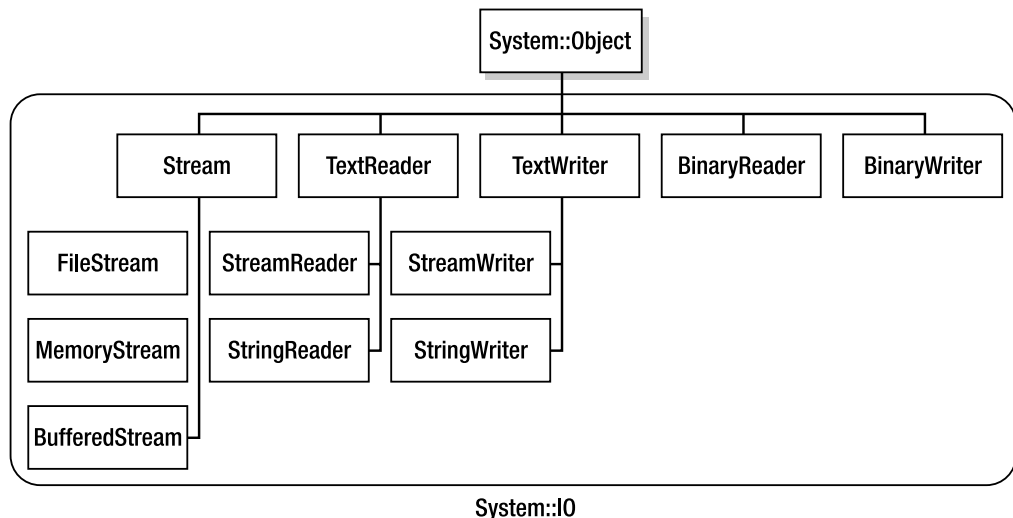 System::Object
Stream
TextReader
TextWriter
BinaryReader
BinaryWriter
FileStream
StreamReader
StreamWriter
MemoryStream
StringReader
StringWriter
BufferedStream
System::IO